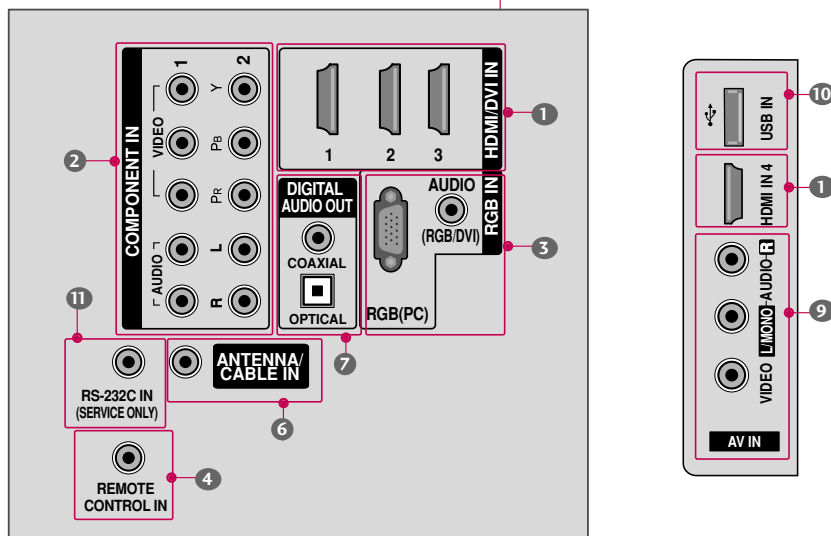 COMPONENT IN
1
2
VIDEO
Y
PB
PR
AUDIO
L
R
2
HDMI/DVI IN
1
2
3
1
DIGITAL
AUDIO OUT
COAXIAL
OPTICAL
7
RGB IN
AUDIO
(RGB/DVI)
RGB(PC)
3
11
RS-232C IN
(SERVICE ONLY)
ANTENNA/
CABLE IN
6
REMOTE
CONTROL IN
4
USB IN
10
HDMI IN 4
1
VIDEO L/MONO-AUDIO-R
9
AV IN